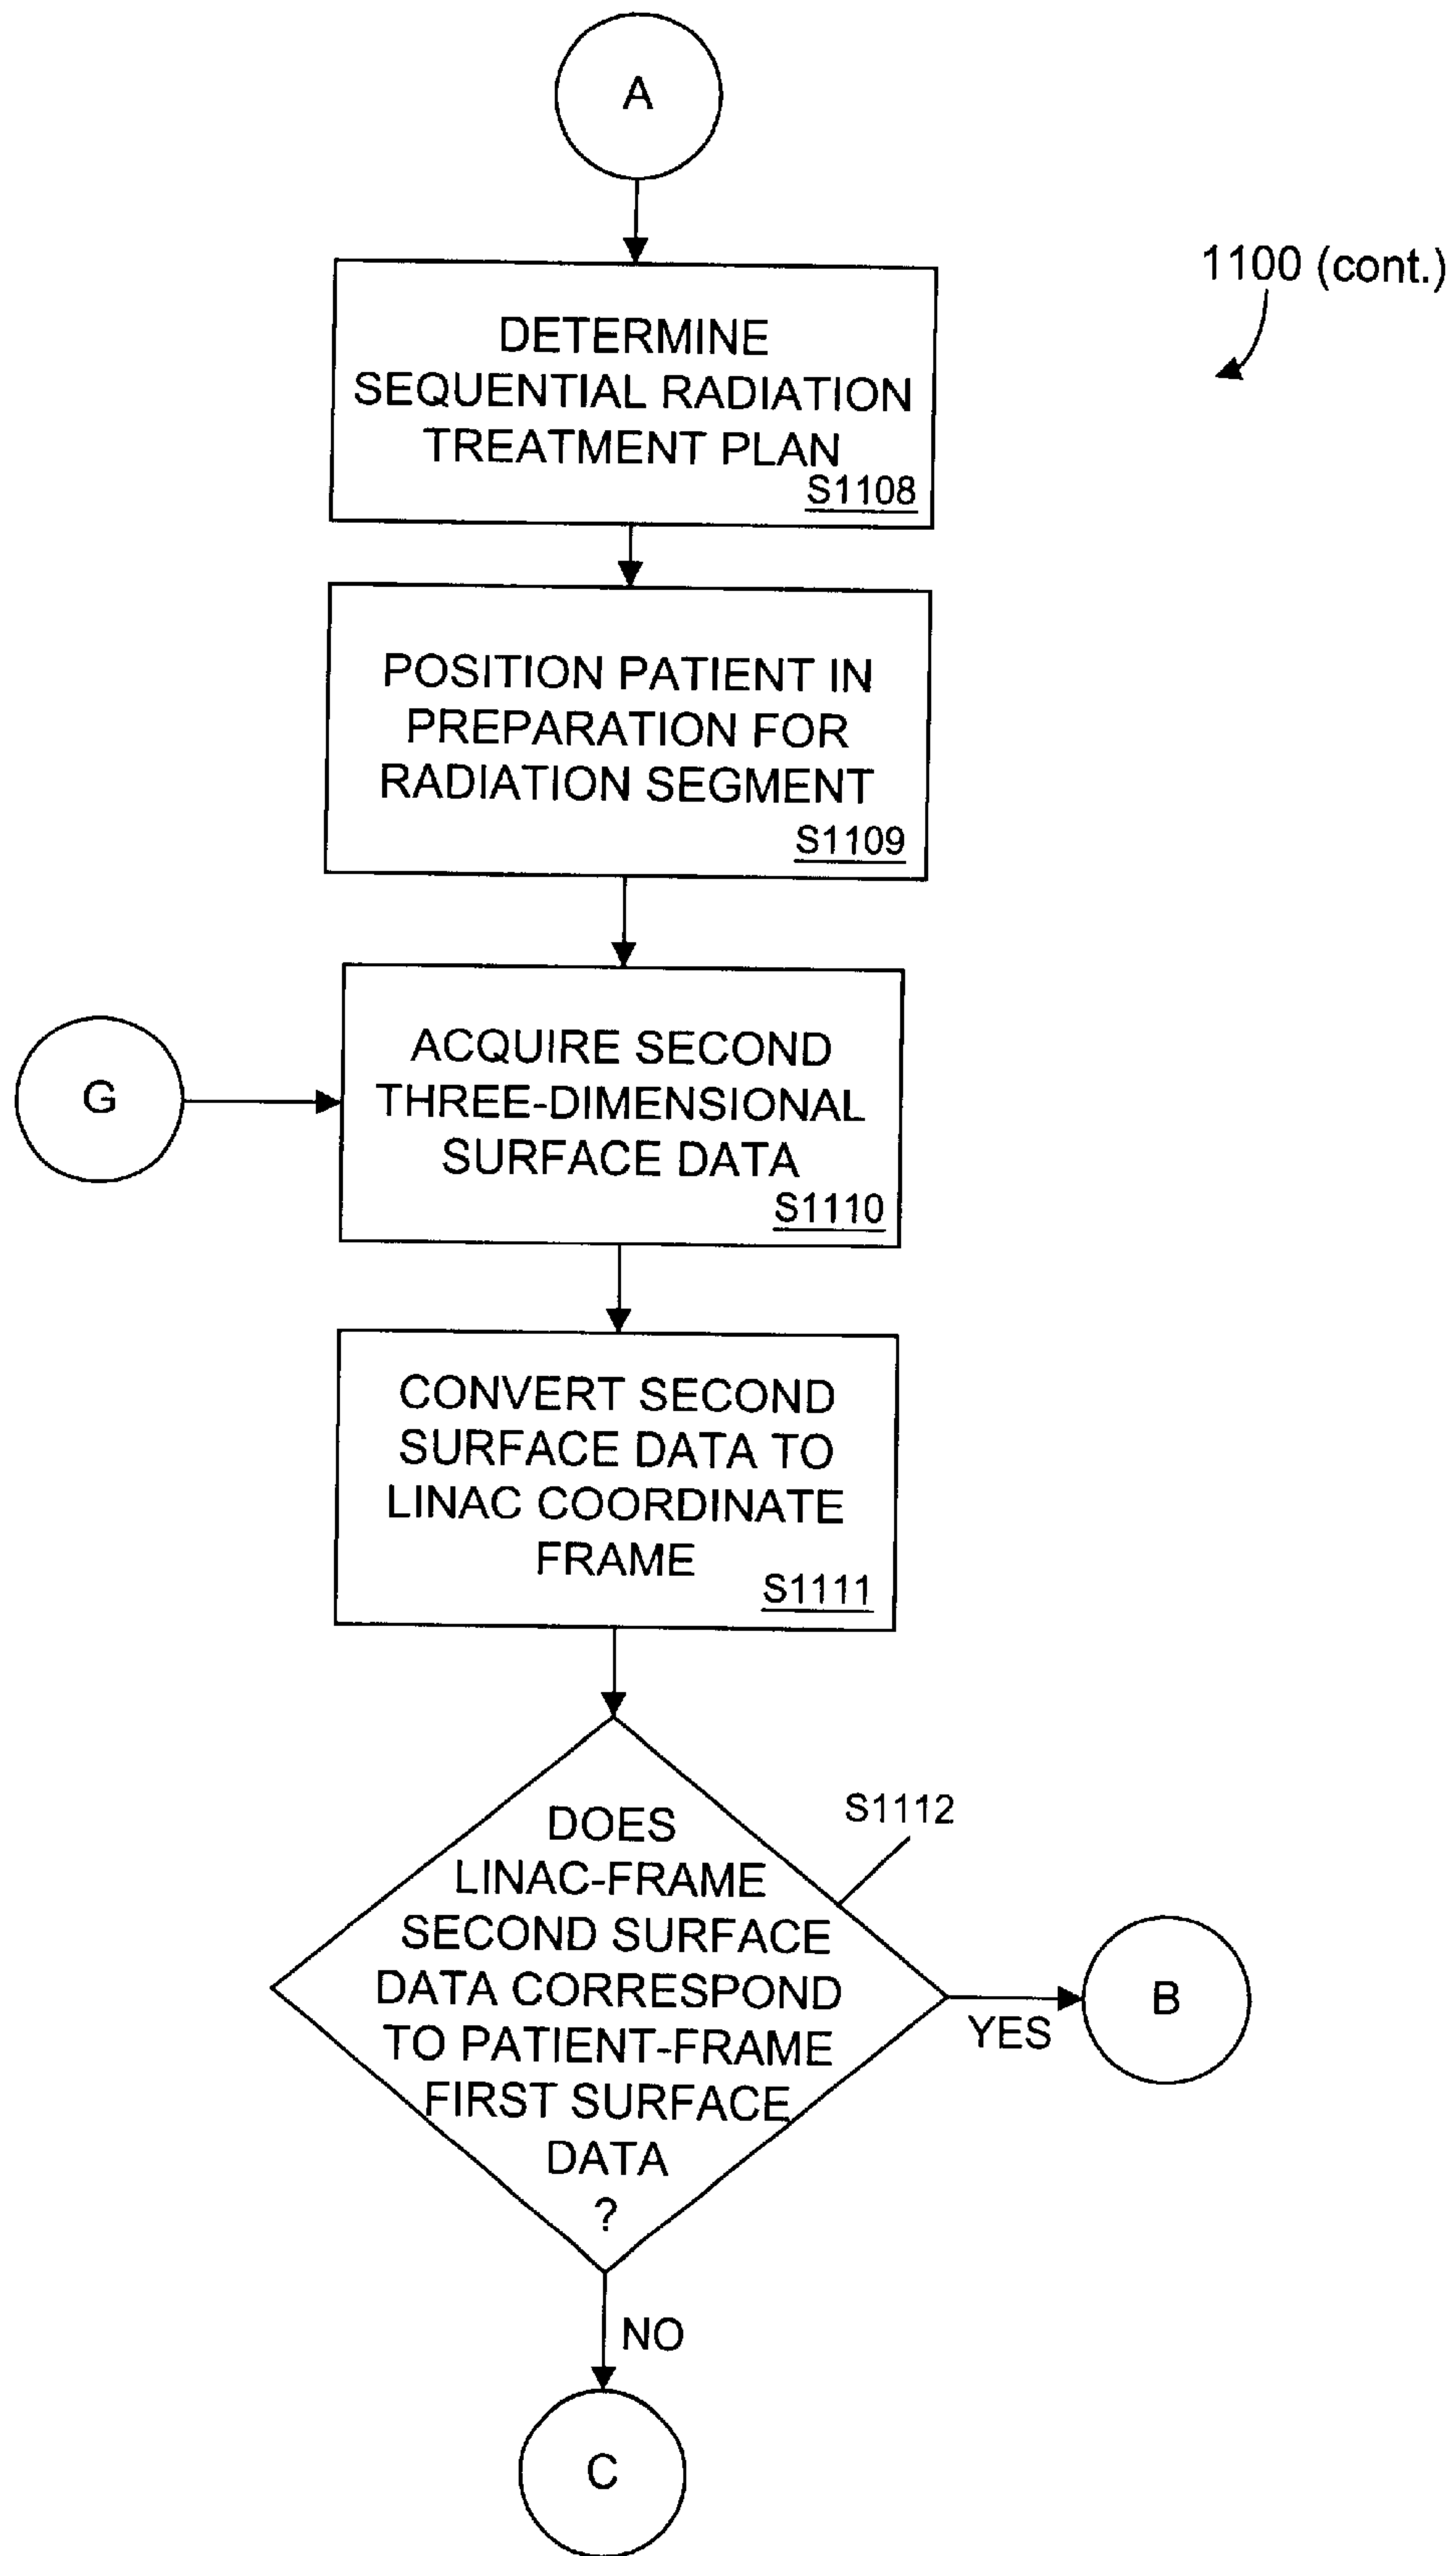 A
1100 (cont.)
DETERMINE
SEQUENTIAL RADIATION
TREATMENT PLAN
S1108
POSITION PATIENT IN
PREPARATION FOR
RADIATION SEGMENT
S1109
G
ACQUIRE SECOND
THREE-DIMENSIONAL
SURFACE DATA
S1110
CONVERT SECOND
SURFACE DATA TO
LINAC COORDINATE
FRAME
S1111
S1112
DOES
LINAC-FRAME
SECOND SURFACE
DATA CORRESPOND
TO PATIENT-FRAME
FIRST SURFACE
DATA
?
YES
B
NO
C